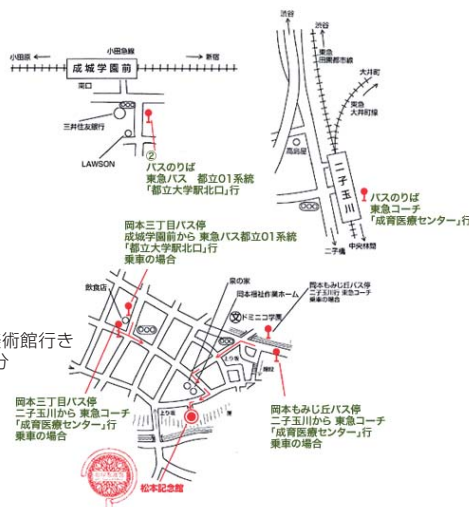 小田急線
小田原
新宿
成城学園前
南口
三井住友銀行
LAWSON
②
バスのりば
東急バス 都立01系統
「都立大学駅北口」行
渋谷
渋谷
東急
田園都市線
大井町
東急
大井町線
高島屋
二子玉川
バスのりば
東急コーチ
「成育医療センター」行
二子橋
中央林間
岡本三丁目バス停
成城学園前から 東急バス都立01系統
「都立大学駅北口」行
乗車の場合
飲食店
泉の家
岡本福祉作業ホーム
ドミニコ学園
岡本もみじ丘バス停
二子玉川行 東急コーチ
乗車の場合
術館行き
分
岡本三丁目バス停
二子玉川から 東急コーチ
「成育医療センター」行
乗車の場合
岡本もみじ丘バス停
二子玉川から 東急コーチ
「成育医療センター」行
乗車の場合
より坂
より坂
松本記念館